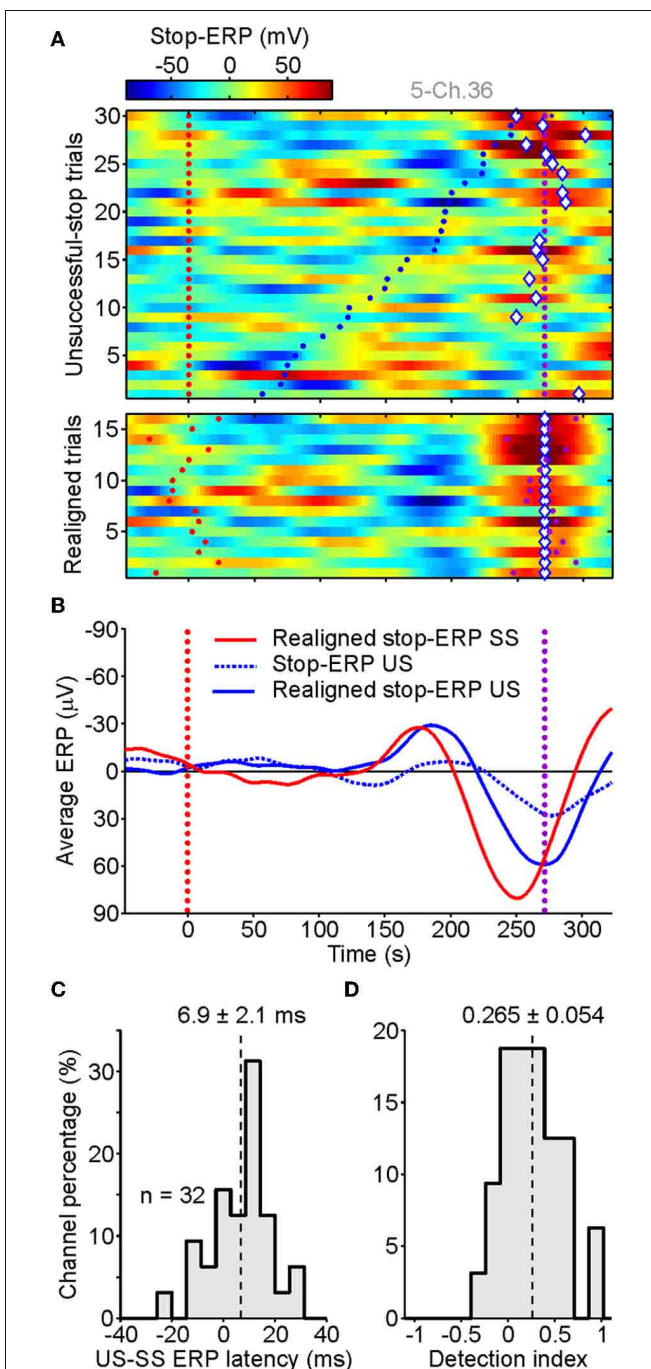 A
Stop-ERP (mV)
-50 0 50
5-Ch.36
Unsuccessful-stop trials
30
25
20
15
10
5
Realigned trials
15
10
5
B
Average ERP (μV)
-90
-60
-30
0
30
60
90
Realigned stop-ERP SS
Stop-ERP US
Realigned stop-ERP US
0 50 100 150 200 250 300
Time (s)
C
6.9 ± 2.1 ms
Channel percentage (%)
30
20
10
0
n = 32
-40 -20 0 20 40
US-SS ERP latency (ms)
D
0.265 ± 0.054
20
15
10
5
0
-1 -0.5 0 0.5 1
Detection index